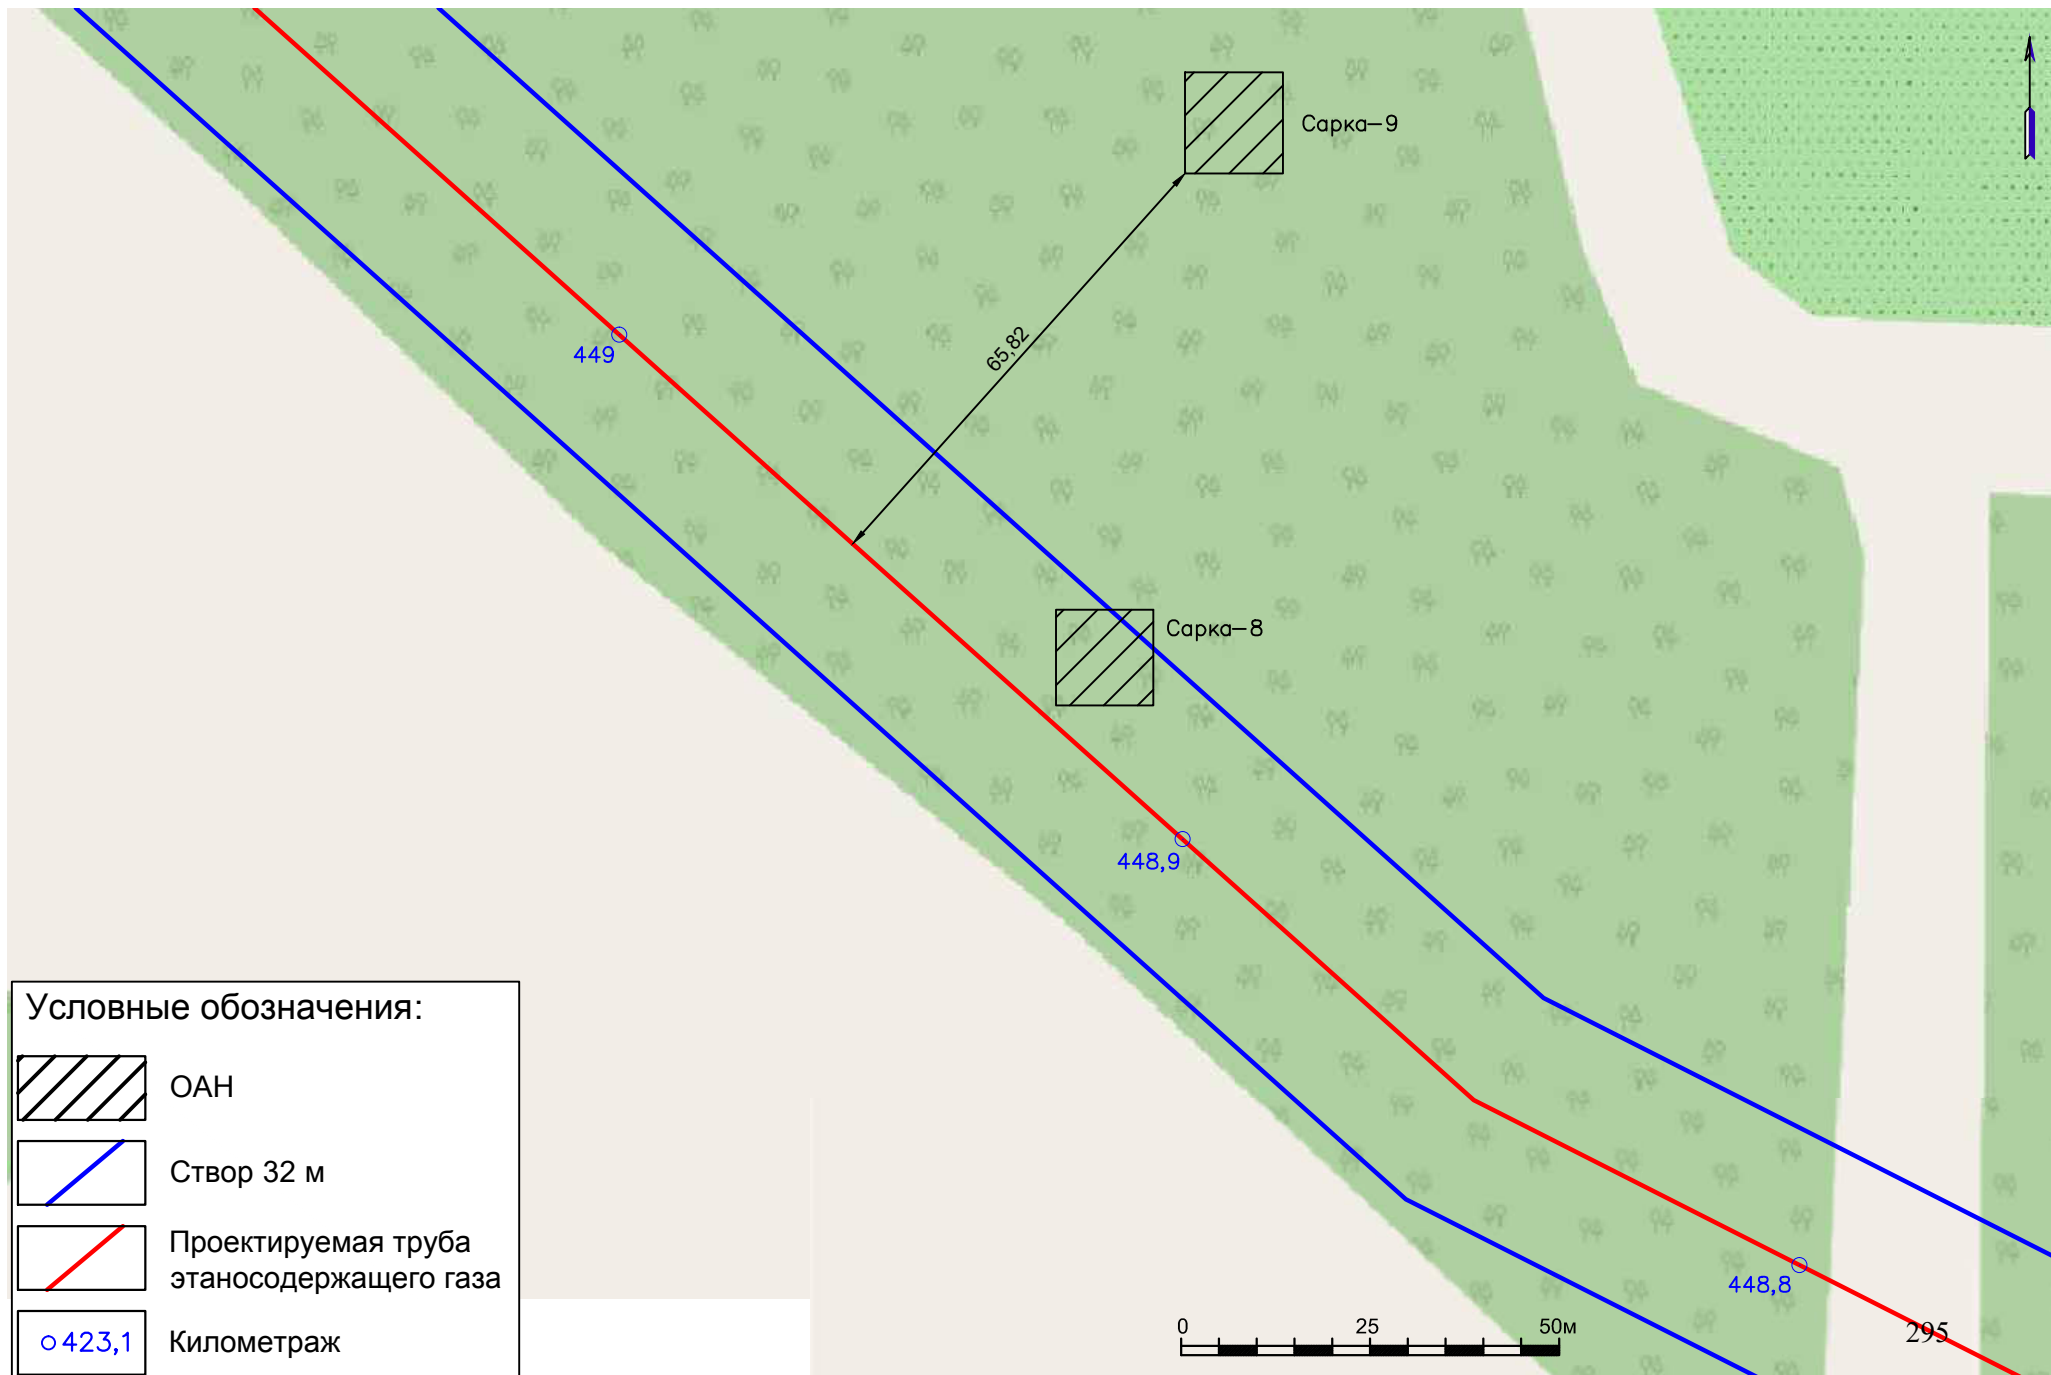 Сарка-9
65,82
449
Сарка-8
448,9
448,8
Условные обозначения:
ОАН
Створ 32 м
Проектируемая труба
этаносодержащего газа
423,1 Километраж
0 25 50м
295